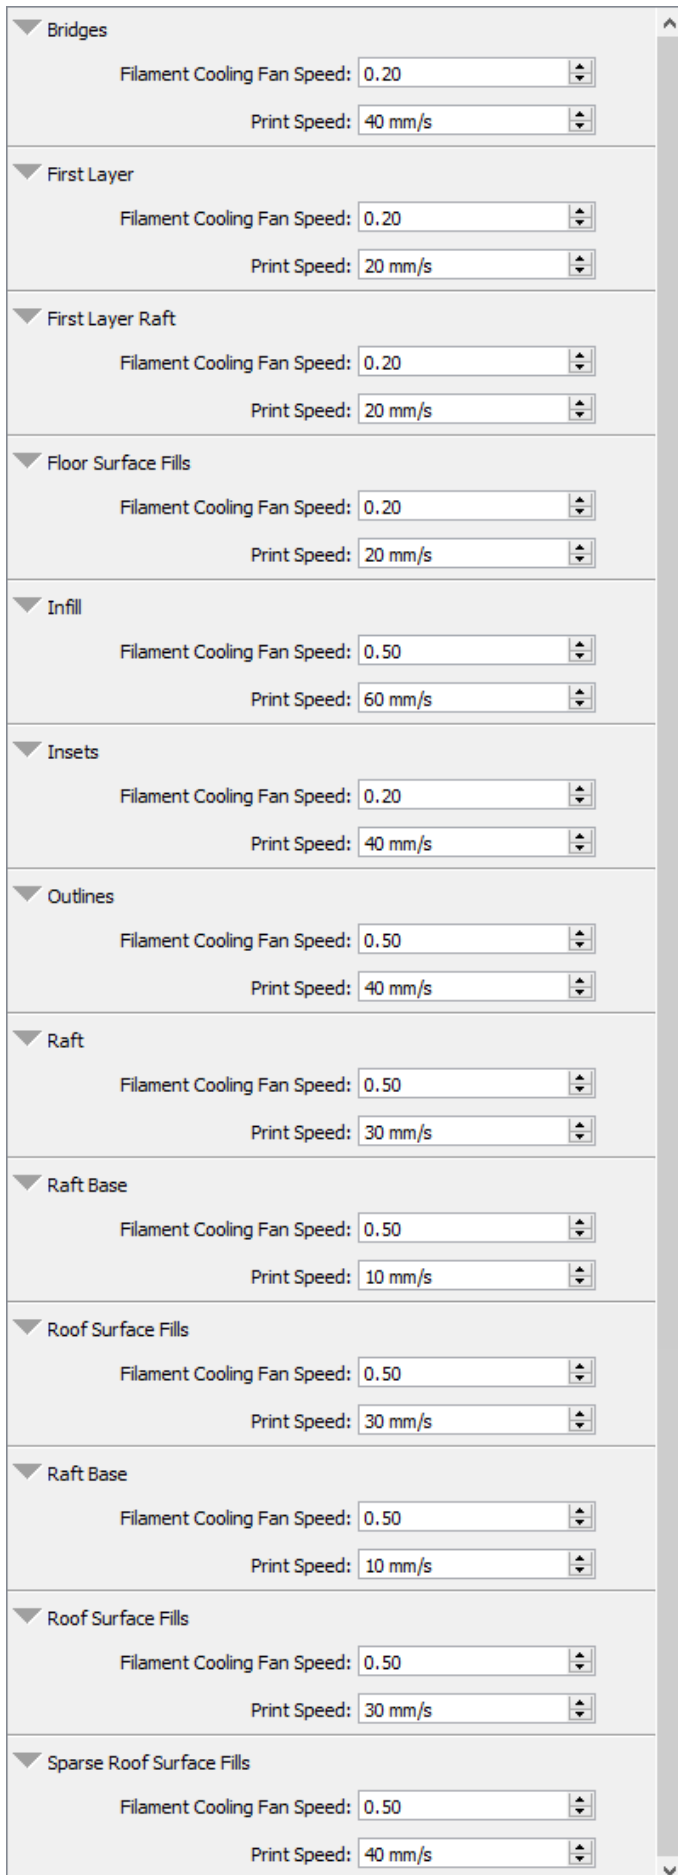 Bridges
Filament Cooling Fan Speed: 0.20
Print Speed: 40 mm/s
First Layer
Filament Cooling Fan Speed: 0.20
Print Speed: 20 mm/s
First Layer Raft
Filament Cooling Fan Speed: 0.20
Print Speed: 20 mm/s
Floor Surface Fills
Filament Cooling Fan Speed: 0.20
Print Speed: 20 mm/s
Infill
Filament Cooling Fan Speed: 0.50
Print Speed: 60 mm/s
Insets
Filament Cooling Fan Speed: 0.20
Print Speed: 40 mm/s
Outlines
Filament Cooling Fan Speed: 0.50
Print Speed: 40 mm/s
Raft
Filament Cooling Fan Speed: 0.50
Print Speed: 30 mm/s
Raft Base
Filament Cooling Fan Speed: 0.50
Print Speed: 10 mm/s
Roof Surface Fills
Filament Cooling Fan Speed: 0.50
Print Speed: 30 mm/s
Raft Base
Filament Cooling Fan Speed: 0.50
Print Speed: 10 mm/s
Roof Surface Fills
Filament Cooling Fan Speed: 0.50
Print Speed: 30 mm/s
Sparse Roof Surface Fills
Filament Cooling Fan Speed: 0.50
Print Speed: 40 mm/s